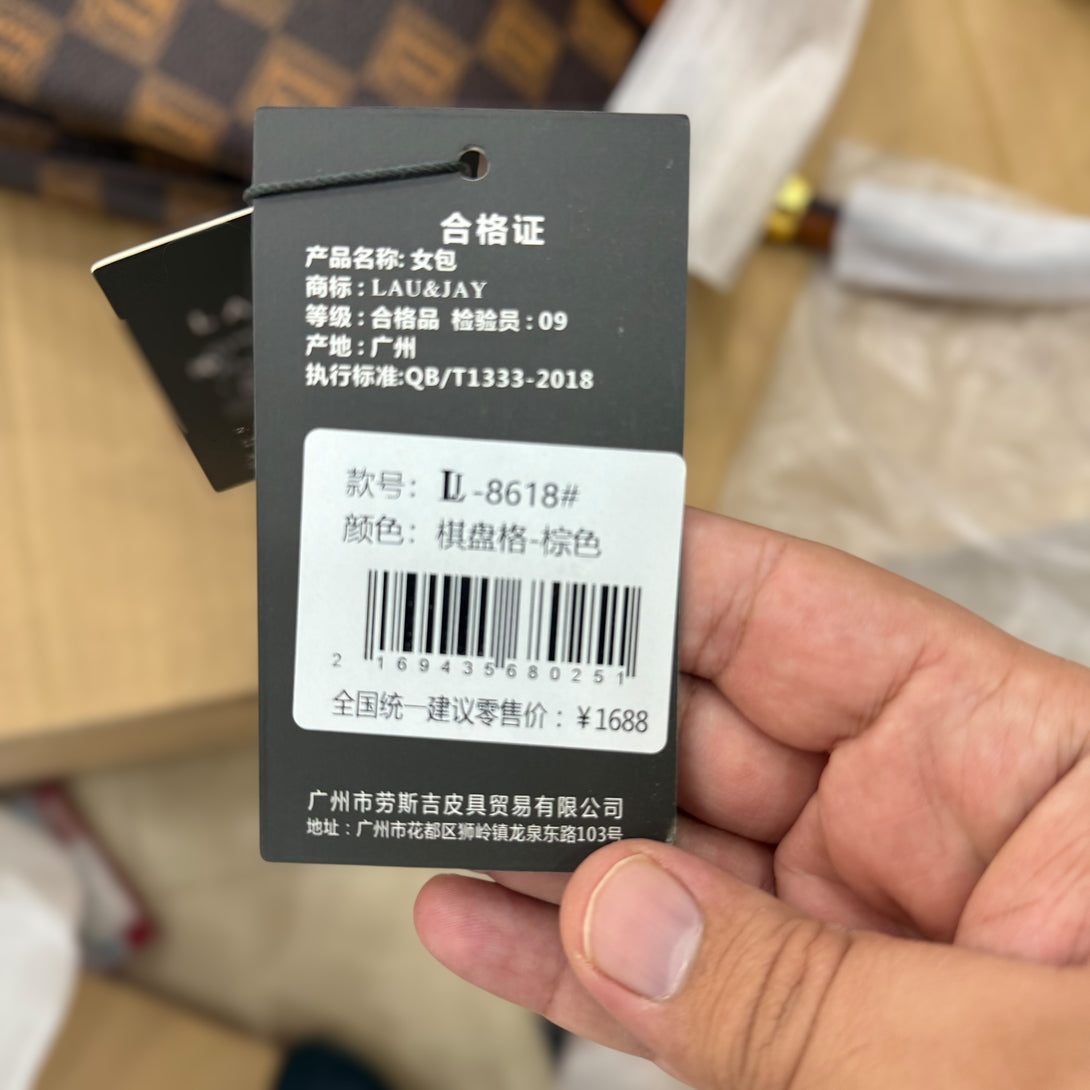 合格证
产品名称: 女包
商标 : LAU&JAY
等级 : 合格品 检验员 : 09
产地 : 广州
执行标准:QB/T1333-2018
款号: LL-8618#
颜色: 棋盘格-棕色
2 169435 680251
全国统一建议零售价 : ¥1688
广州市劳斯吉皮具贸易有限公司
地址 : 广州市花都区狮岭镇龙泉东路103号